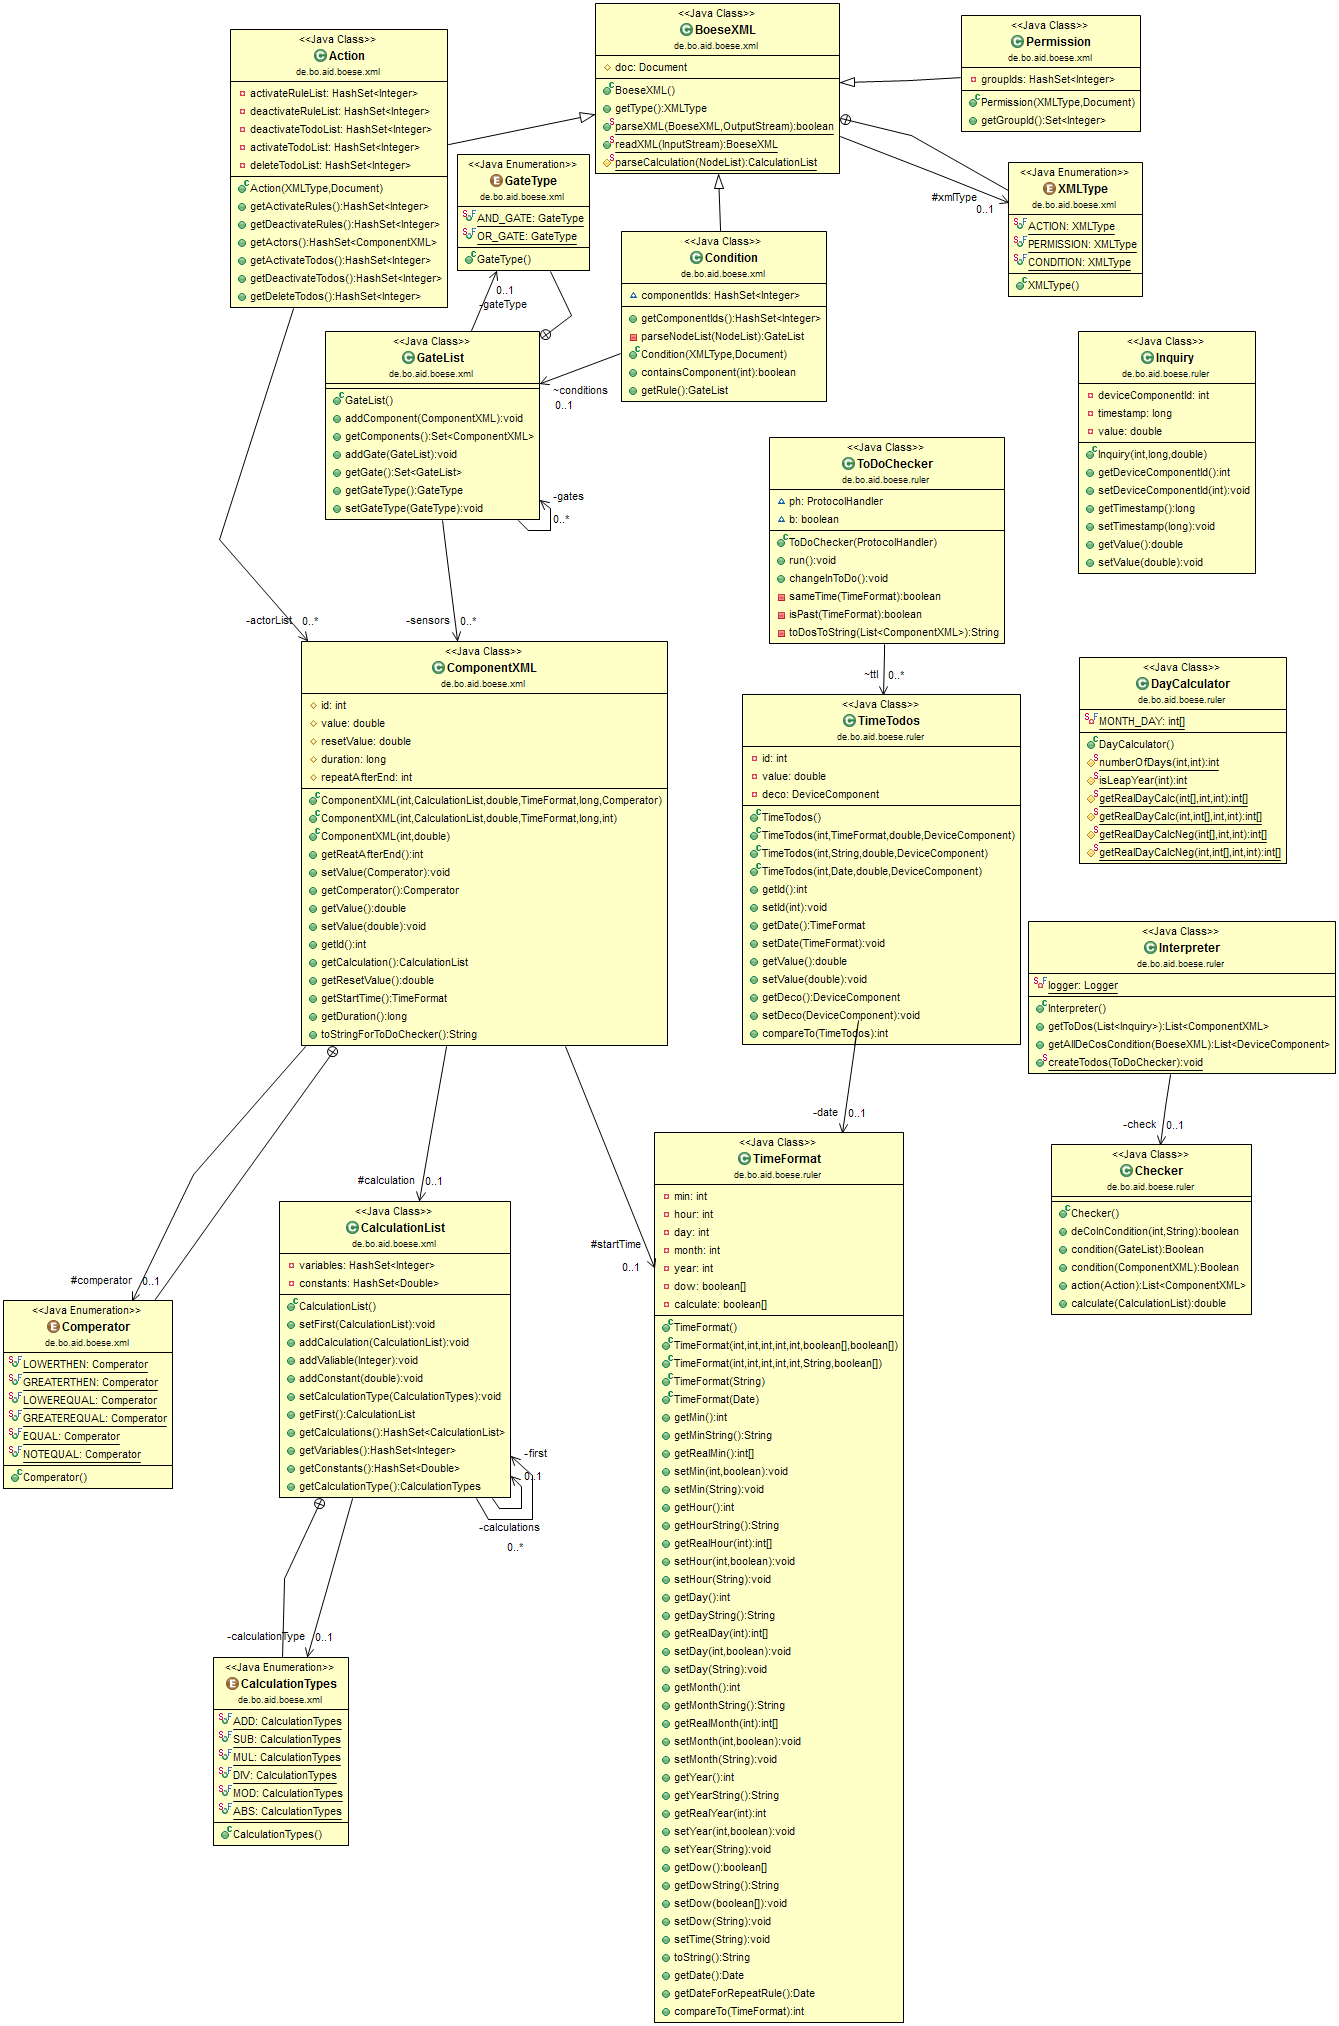 <<Java Class>>
Action
de.bo.aid.boese.xml
activateRuleList: HashSet<Integer>
deactivateRuleList: HashSet<Integer>
deactivateTodoList: HashSet<Integer>
activateTodoList: HashSet<Integer>
deleteTodoList: HashSet<Integer>
Action(XMLType,Document)
getActivateRules():HashSet<Integer>
getDeactivateRules():HashSet<Integer>
getActors():HashSet<ComponentXML>
getActivateTodos():HashSet<Integer>
getDeactivateTodos():HashSet<Integer>
getDeleteTodos():HashSet<Integer>
<<Java Class>>
BoeseXML
de.bo.aid.boese.xml
doc: Document
BoeseXML()
getType():XMLType
parseXML(BoeseXML,OutputStream):boolean
readXML(InputStream):BoeseXML
parseCalculation(NodeList):CalculationList
<<Java Class>>
Permission
de.bo.aid.boese.xml
groupIds: HashSet<Integer>
Permission(XMLType,Document)
getGroupId():Set<Integer>
<<Java Enumeration>>
GateType
de.bo.aid.boese.xml
AND_GATE: GateType
OR_GATE: GateType
GateType()
<<Java Enumeration>>
XMLType
de.bo.aid.boese.xml
ACTION: XMLType
PERMISSION: XMLType
CONDITION: XMLType
XMLType()
#xmlType
0..1
<<Java Class>>
Condition
de.bo.aid.boese.xml
componentIds: HashSet<Integer>
getComponentIds():HashSet<Integer>
parseNodeList(NodeList):GateList
Condition(XMLType,Document)
containsComponent(int):boolean
getRule():GateList
0..1
-gateType
<<Java Class>>
GateList
de.bo.aid.boese.xml
GateList()
addComponent(ComponentXML):void
getComponents():Set<ComponentXML>
addGate(GateList):void
getGate():Set<GateList>
getGateType():GateType
setGateType(GateType):void
~conditions
0..1
-gates
0..*
<<Java Class>>
Inquiry
de.bo.aid.boese.ruler
deviceComponentId: int
timestamp: long
value: double
Inquiry(int,long,double)
getDeviceComponentId():int
setDeviceComponentId(int):void
getTimestamp():long
setTimestamp(long):void
getValue():double
setValue(double):void
<<Java Class>>
ToDoChecker
de.bo.aid.boese.ruler
ph: ProtocolHandler
b: boolean
ToDoChecker(ProtocolHandler)
run():void
changeInToDo():void
sameTime(TimeFormat):boolean
isPast(TimeFormat):boolean
toDosToString(List<ComponentXML>):String
-actorList 0..*
-sensors 0..*
~ttl 0..*
<<Java Class>>
ComponentXML
de.bo.aid.boese.xml
id: int
value: double
resetValue: double
duration: long
repeatAfterEnd: int
ComponentXML(int,CalculationList,double,TimeFormat,long,Comperator)
ComponentXML(int,CalculationList,double,TimeFormat,long,int)
ComponentXML(int,double)
getReatAfterEnd():int
setValue(Comperator):void
getComperator():Comperator
getValue():double
setValue(double):void
getId():int
getCalculation():CalculationList
getResetValue():double
getStartTime():TimeFormat
getDuration():long
toStringForToDoChecker():String
<<Java Class>>
TimeTodos
de.bo.aid.boese.ruler
id: int
value: double
deco: DeviceComponent
TimeTodos()
TimeTodos(int,TimeFormat,double,DeviceComponent)
TimeTodos(int,String,double,DeviceComponent)
TimeTodos(int,Date,double,DeviceComponent)
getId():int
setId(int):void
getDate():TimeFormat
setDate(TimeFormat):void
getValue():double
setValue(double):void
getDeco():DeviceComponent
setDeco(DeviceComponent):void
compareTo(TimeTodos):int
<<Java Class>>
DayCalculator
de.bo.aid.boese.ruler
MONTH_DAY: int[]
DayCalculator()
numberOfDays(int,int):int
isLeapYear(int):int
getRealDayCalc(int[],int,int):int[]
getRealDayCalc(int,int[],int,int):int[]
getRealDayCalcNeg(int[],int,int):int[]
getRealDayCalcNeg(int,int[],int,int):int[]
<<Java Class>>
Interpreter
de.bo.aid.boese.ruler
logger: Logger
Interpreter()
getToDos(List<Inquiry>):List<ComponentXML>
getAllDeCosCondition(BoeseXML):List<DeviceComponent>
createTodos(ToDoChecker):void
-date 0..1
-check 0..1
#calculation 0..1
#startTime
0..1
#comperator 0..1
<<Java Class>>
Checker
de.bo.aid.boese.ruler
Checker()
deCoInCondition(int,String):boolean
condition(GateList):Boolean
condition(ComponentXML):Boolean
action(Action):List<ComponentXML>
calculate(CalculationList):double
<<Java Class>>
CalculationList
de.bo.aid.boese.xml
variables: HashSet<Integer>
constants: HashSet<Double>
CalculationList()
setFirst(CalculationList):void
addCalculation(CalculationList):void
addValiable(Integer):void
addConstant(double):void
setCalculationType(CalculationTypes):void
getFirst():CalculationList
getCalculations():HashSet<CalculationList>
getVariables():HashSet<Integer>
getConstants():HashSet<Double>
getCalculationType():CalculationTypes
-first
0..1
-calculations
0..*
<<Java Enumeration>>
Comperator
de.bo.aid.boese.xml
LOWERTHEN: Comperator
GREATERTHEN: Comperator
LOWEREQUAL: Comperator
GREATEREQUAL: Comperator
EQUAL: Comperator
NOTEQUAL: Comperator
Comperator()
-calculationType 0..1
<<Java Enumeration>>
CalculationTypes
de.bo.aid.boese.xml
ADD: CalculationTypes
SUB: CalculationTypes
MUL: CalculationTypes
DIV: CalculationTypes
MOD: CalculationTypes
ABS: CalculationTypes
CalculationTypes()
<<Java Class>>
TimeFormat
de.bo.aid.boese.ruler
min: int
hour: int
day: int
month: int
year: int
dow: boolean[]
calculate: boolean[]
TimeFormat()
TimeFormat(int,int,int,int,int,boolean[],boolean[])
TimeFormat(int,int,int,int,int,String,boolean[])
TimeFormat(String)
TimeFormat(Date)
getMin():int
getMinString():String
getRealMin():int[]
setMin(int,boolean):void
setMin(String):void
getHour():int
getHourString():String
getRealHour(int):int[]
setHour(int,boolean):void
setHour(String):void
getDay():int
getDayString():String
getRealDay(int):int[]
setDay(int,boolean):void
setDay(String):void
getMonth():int
getMonthString():String
getRealMonth(int):int[]
setMonth(int,boolean):void
setMonth(String):void
getYear():int
getYearString():String
getRealYear(int):int
setYear(int,boolean):void
setYear(String):void
getDow():boolean[]
getDowString():String
setDow(boolean[]):void
setDow(String):void
setTime(String):void
toString():String
getDate():Date
getDateForRepeatRule():Date
compareTo(TimeFormat):int